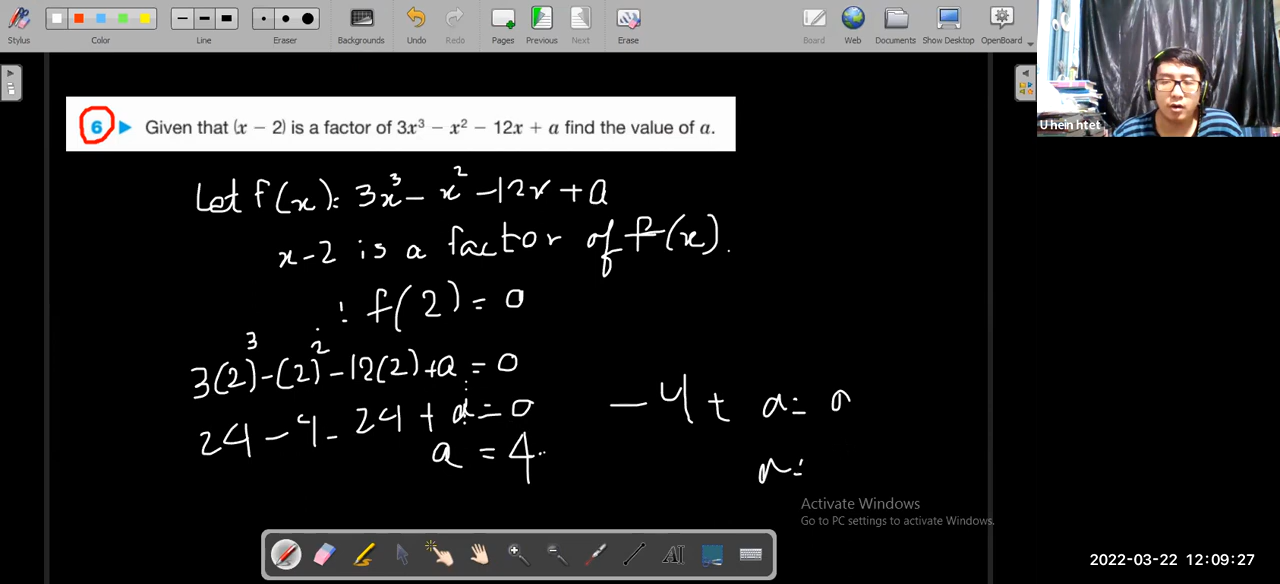 Stylus
Color
Line
Eraser
Backgrounds
Undo
Redo
Pages
Previous
Next
Erase
Board
Web
Documents
Show Desktop
OpenBoard
U hein htet
6 ▶ Given that (x − 2) is a factor of 3x³ − x² − 12x + a find the value of a.
Let f(x) = 3x³ − x² − 12x + a
x − 2 is a factor of f(x).
∴ f(2) = 0
3(2)³ − (2)² − 12(2) + a = 0
24 − 4 − 24 + a = 0
a = 4
− 4 + a = 0
a =
Activate Windows
Go to PC settings to activate Windows.
2022-03-22 12:09:27